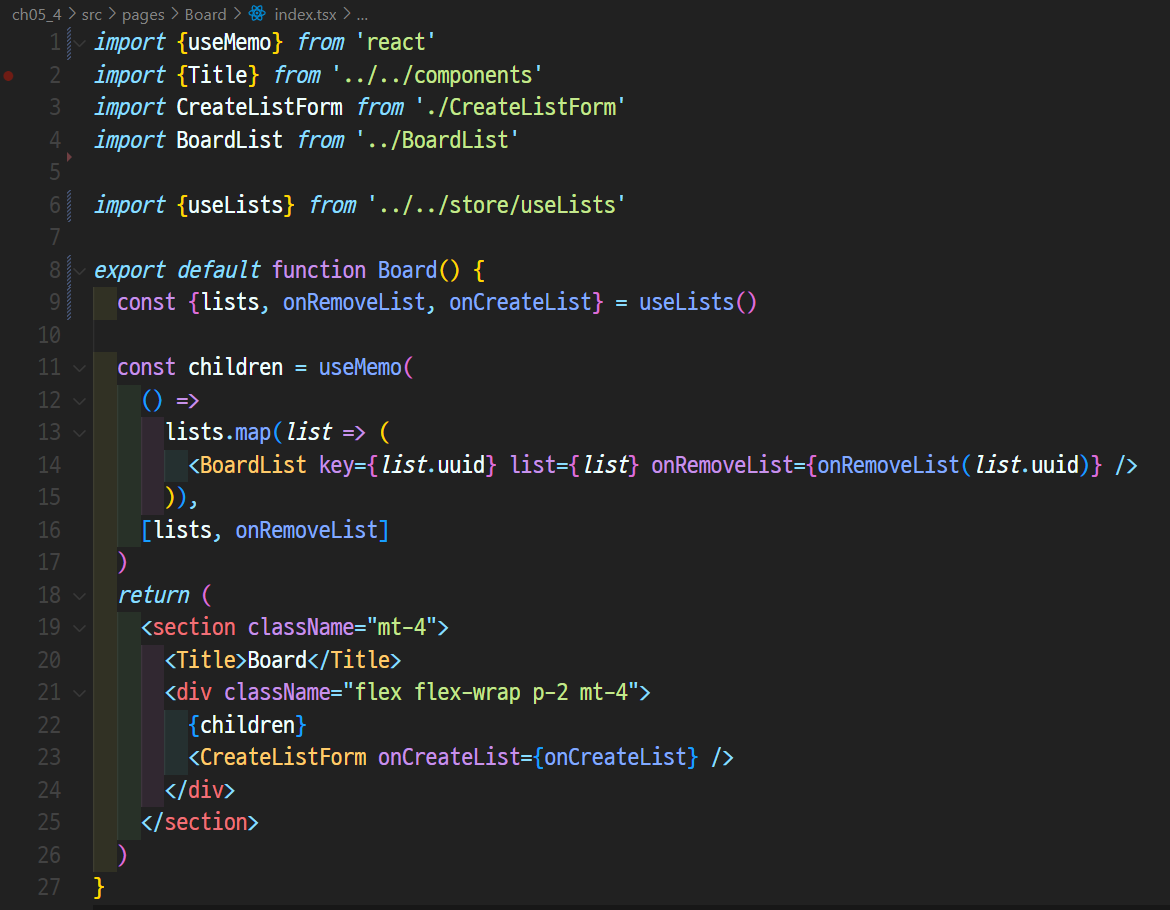 ch05_4 > src > pages > Board > index.tsx > ...
1 import {useMemo} from 'react'
2 import {Title} from '../../components'
3 import CreateListForm from './CreateListForm'
4 import BoardList from '../BoardList'
5
6 import {useLists} from '../../store/useLists'
7
8 export default function Board() {
9   const {lists, onRemoveList, onCreateList} = useLists()
10
11   const children = useMemo(
12     () =>
13       lists.map(list => (
14         <BoardList key={list.uuid} list={list} onRemoveList={onRemoveList(list.uuid)} />
15       )),
16     [lists, onRemoveList]
17   )
18   return (
19     <section className="mt-4">
20       <Title>Board</Title>
21       <div className="flex flex-wrap p-2 mt-4">
22         {children}
23         <CreateListForm onCreateList={onCreateList} />
24       </div>
25     </section>
26   )
27 }